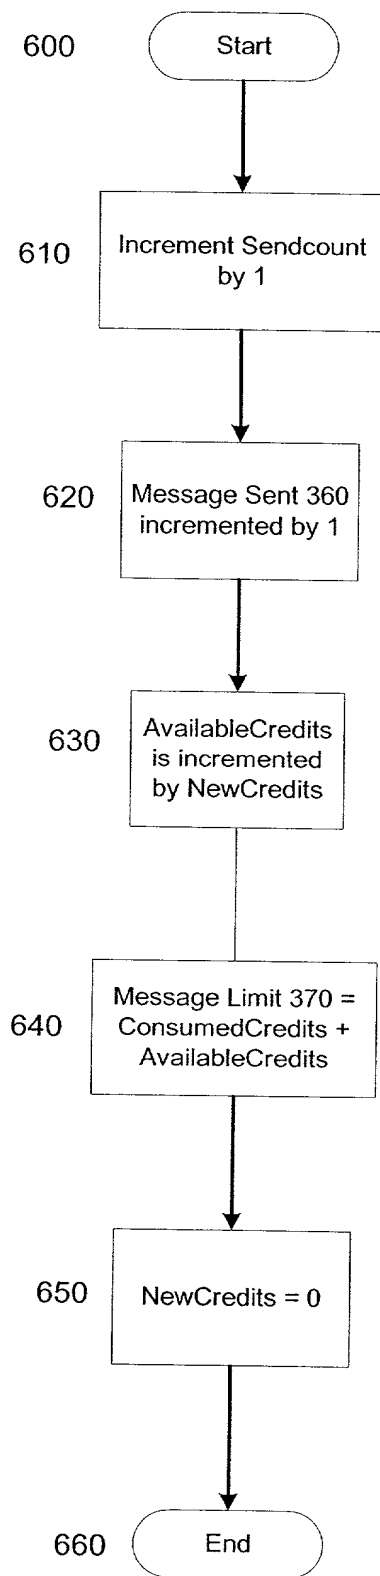 600
Start
610
Increment Sendcount
by 1
620
Message Sent 360
incremented by 1
630
AvailableCredits
is incremented
by NewCredits
640
Message Limit 370 =
ConsumedCredits +
AvailableCredits
650
NewCredits = 0
660
End